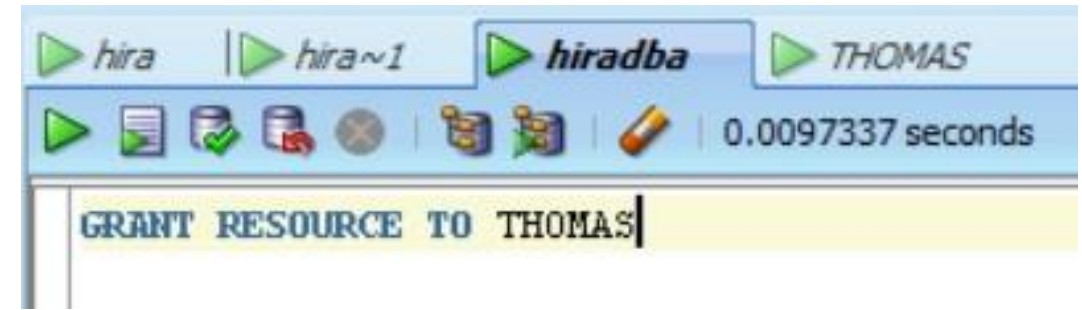 hira hira~1 hiradba THOMAS
0.0097337 seconds
GRANT RESOURCE TO THOMAS